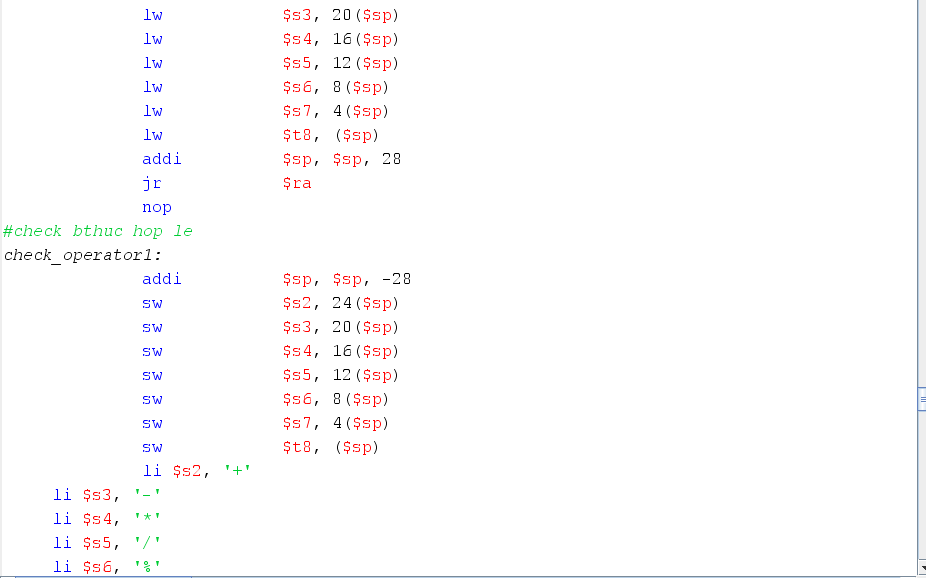 lw $s3, 20($sp)
lw $s4, 16($sp)
lw $s5, 12($sp)
lw $s6, 8($sp)
lw $s7, 4($sp)
lw $t8, ($sp)
addi $sp, $sp, 28
jr $ra
nop
#check bthuc hop le
check_operator1:
addi $sp, $sp, -28
sw $s2, 24($sp)
sw $s3, 20($sp)
sw $s4, 16($sp)
sw $s5, 12($sp)
sw $s6, 8($sp)
sw $s7, 4($sp)
sw $t8, ($sp)
li $s2, '+'
li $s3, '-'
li $s4, '*'
li $s5, '/'
li $s6, '%'